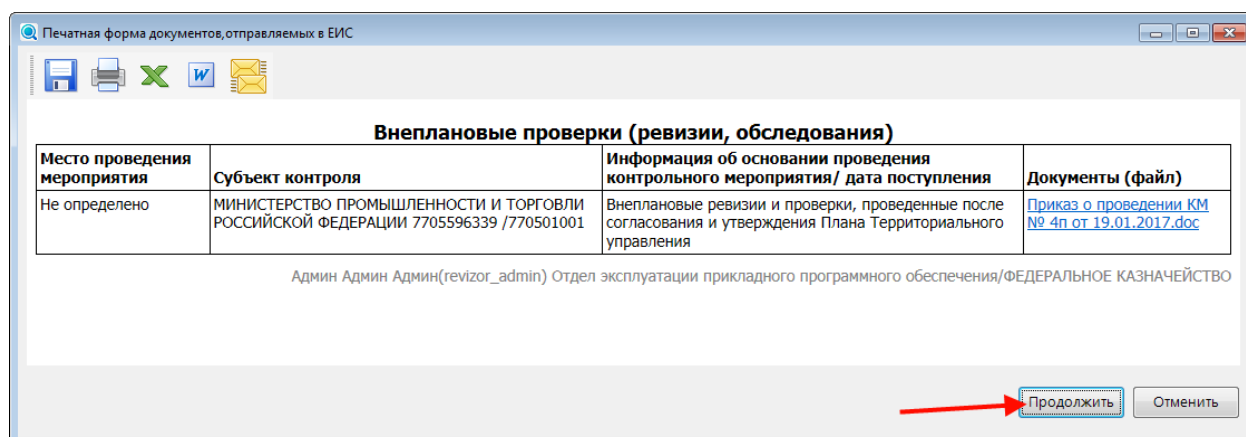 Печатная форма документов,отправляемых в ЕИС
Внеплановые проверки (ревизии, обследования)
Место проведения
мероприятия
Субъект контроля
Информация об основании проведения
контрольного мероприятия/ дата поступления
Документы (файл)
Не определено
МИНИСТЕРСТВО ПРОМЫШЛЕННОСТИ И ТОРГОВЛИ
РОССИЙСКОЙ ФЕДЕРАЦИИ 7705596339 /770501001
Внеплановые ревизии и проверки, проведенные после
согласования и утверждения Плана Территориального
управления
Приказ о проведении КМ
№ 4п от 19.01.2017.doc
Админ Админ Админ(revizor_admin) Отдел эксплуатации прикладного программного обеспечения/ФЕДЕРАЛЬНОЕ КАЗНАЧЕЙСТВО
Продолжить
Отменить